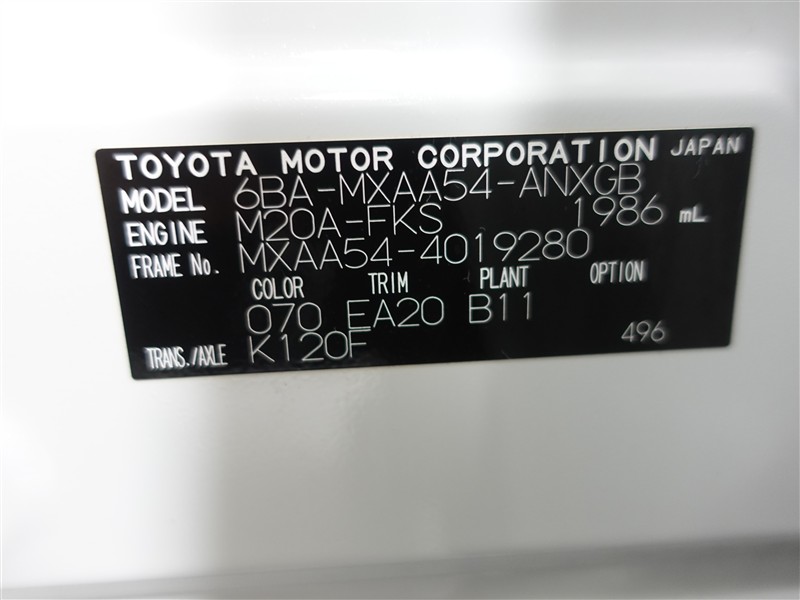 TOYOTA MOTOR CORPORATION JAPAN
MODEL 6BA-MXAA54-ANXGB
ENGINE M20A-FKS 1986 mL
FRAME No. MXAA54-4019280
COLOR TRIM PLANT OPTION
070 EA20 B11
TRANS./AXLE K120F 496